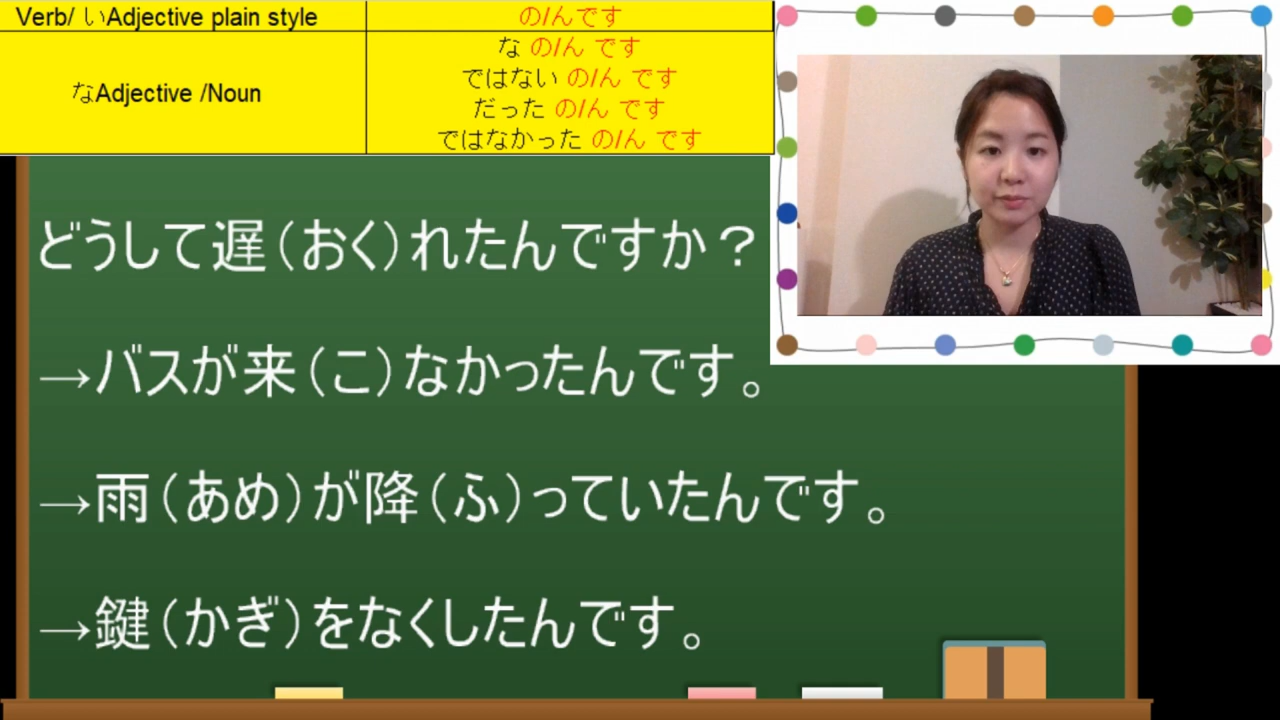 Verb/ いAdjective plain style
の/んです
なAdjective /Noun
な の/ん です
ではない の/ん です
だった の/ん です
ではなかった の/ん です
どうして遅（おく）れたんですか？
→バスが来（こ）なかったんです。
→雨（あめ）が降（ふ）っていたんです。
→鍵（かぎ）をなくしたんです。